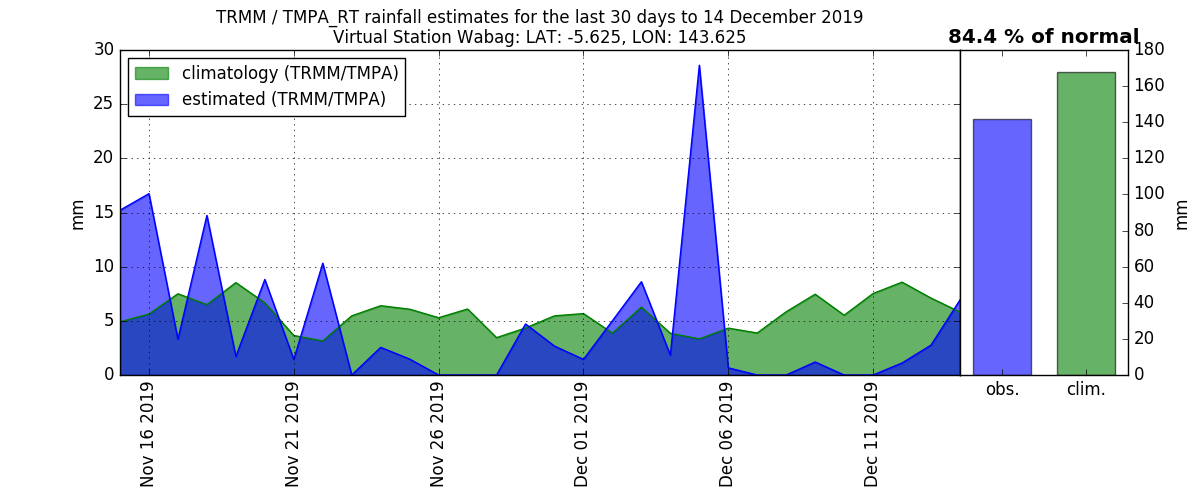 TRMM / TMPA_RT rainfall estimates for the last 30 days to 14 December 2019
Virtual Station Wabag: LAT: -5.625, LON: 143.625
84.4 % of normal
climatology (TRMM/TMPA)
estimated (TRMM/TMPA)
mm
30
25
20
15
10
5
0
Nov 16 2019
Nov 21 2019
Nov 26 2019
Dec 01 2019
Dec 06 2019
Dec 11 2019
obs.
clim.
180
160
140
120
100
80
60
40
20
0
mm